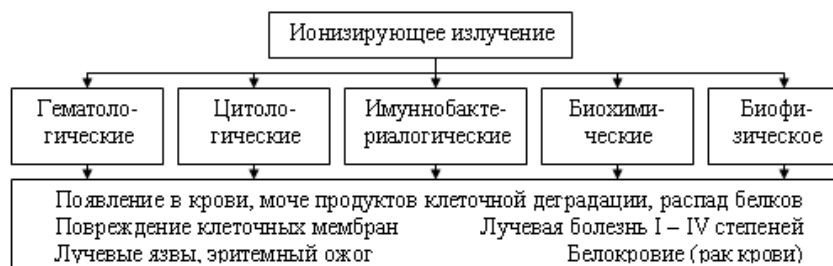 Ионизирующее излучение
Гематоло-
гические
Цитоло-
гические
Имуннобакте-
риалогические
Биохими-
ческие
Биофи-
зическое
Появление в крови, моче продуктов клеточной деградации, распад белков
Повреждение клеточных мембран Лучевая болезнь I – IV степеней
Лучевые язвы, эритемный ожог Белокровие (рак крови)